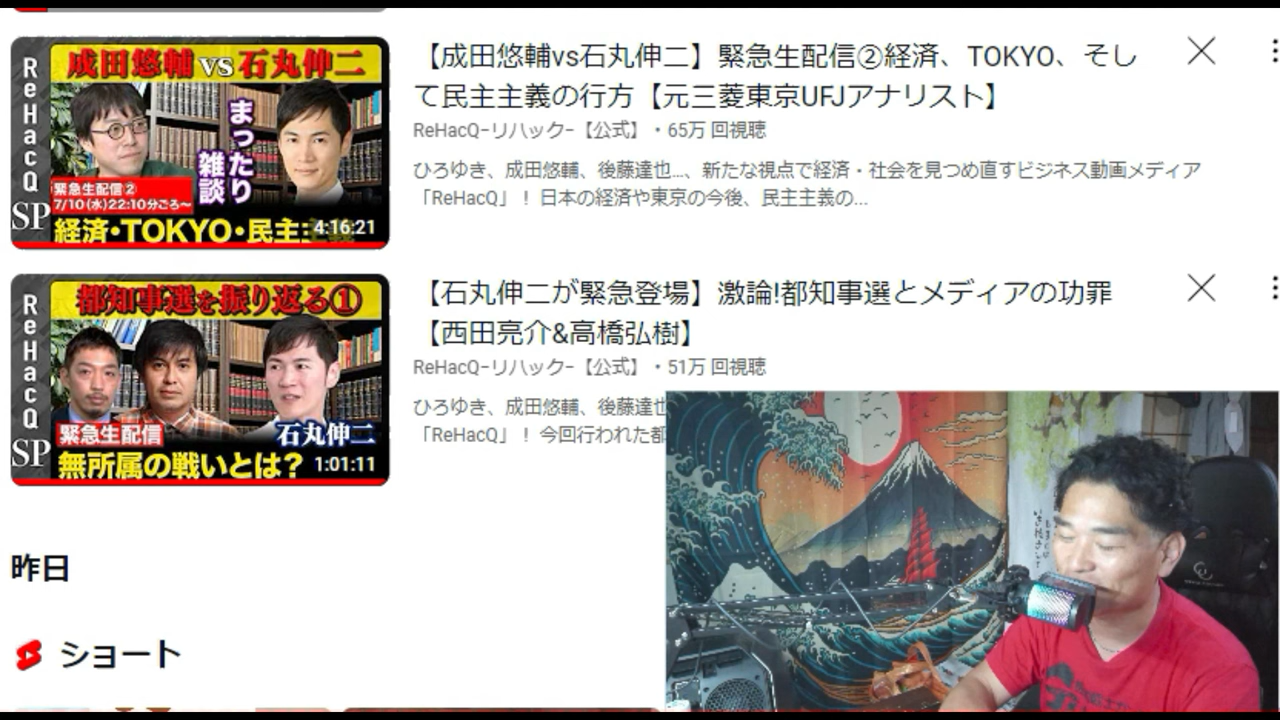 ReHacQ SP
成田悠輔vs石丸伸二
まったり
雑談
緊急生配信②
7/10(水)22:10分ごろ~
経済・TOKYO・民主主義
4:16:21
【成田悠輔vs石丸伸二】緊急生配信②経済、TOKYO、そし
て民主主義の行方【元三菱東京UFJアナリスト】
ReHacQ−リハック−【公式】・65万 回視聴
ひろゆき、成田悠輔、後藤達也...、新たな視点で経済・社会を見つめ直すビジネス動画メディア
「ReHacQ」！ 日本の経済や東京の今後、民主主義の...
ReHacQ SP
都知事選を振り返る①
緊急生配信
石丸伸二
無所属の戦いとは?
1:01:11
【石丸伸二が緊急登場】激論!都知事選とメディアの功罪
【西田亮介&高橋弘樹】
ReHacQ−リハック−【公式】・51万 回視聴
ひろゆき、成田悠輔、後藤達也
「ReHacQ」！ 今回行われた都
昨日
ショート